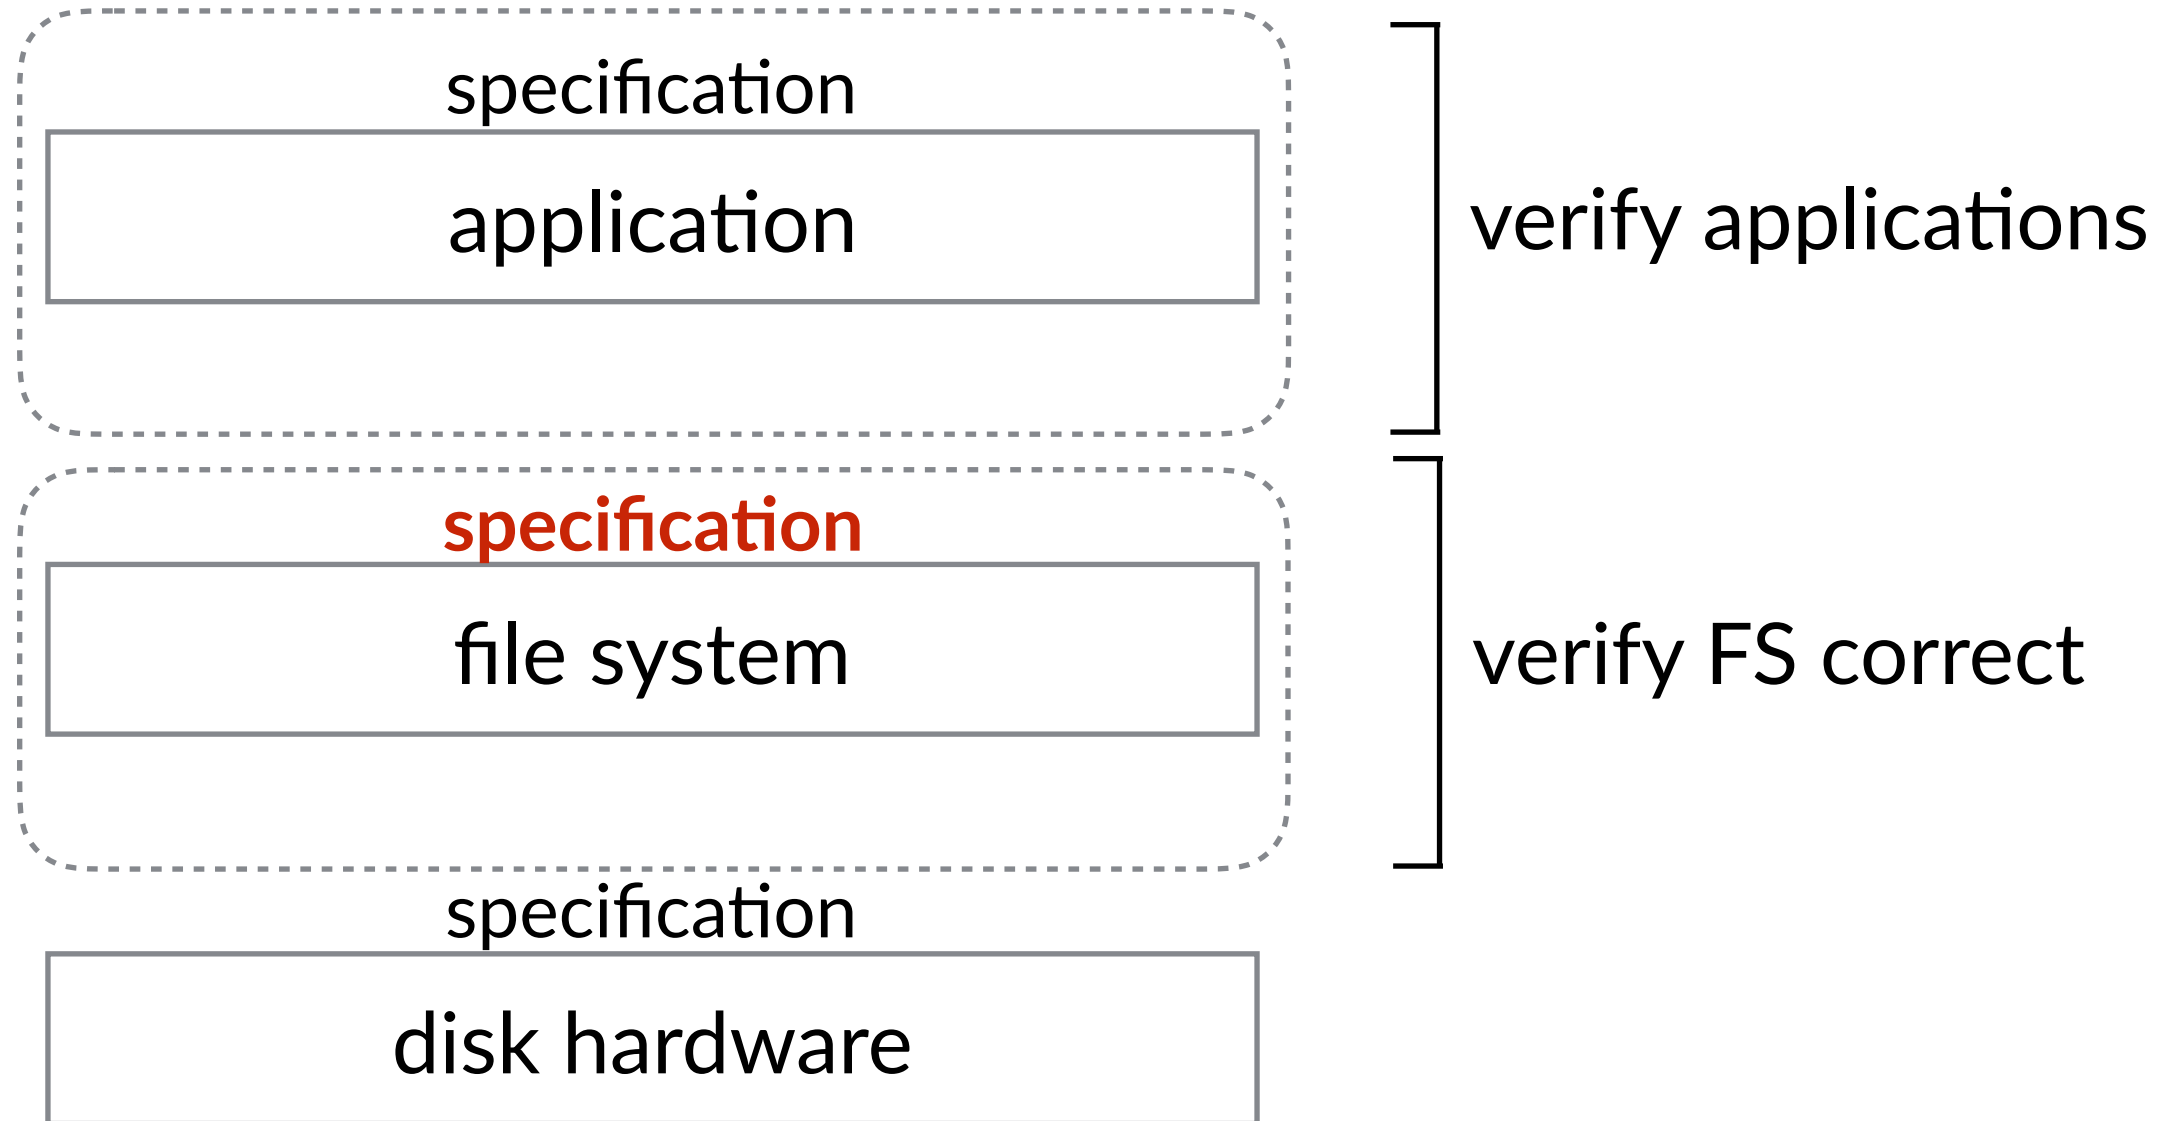 specification
application
verify applications
specification
file system
verify FS correct
specification
disk hardware